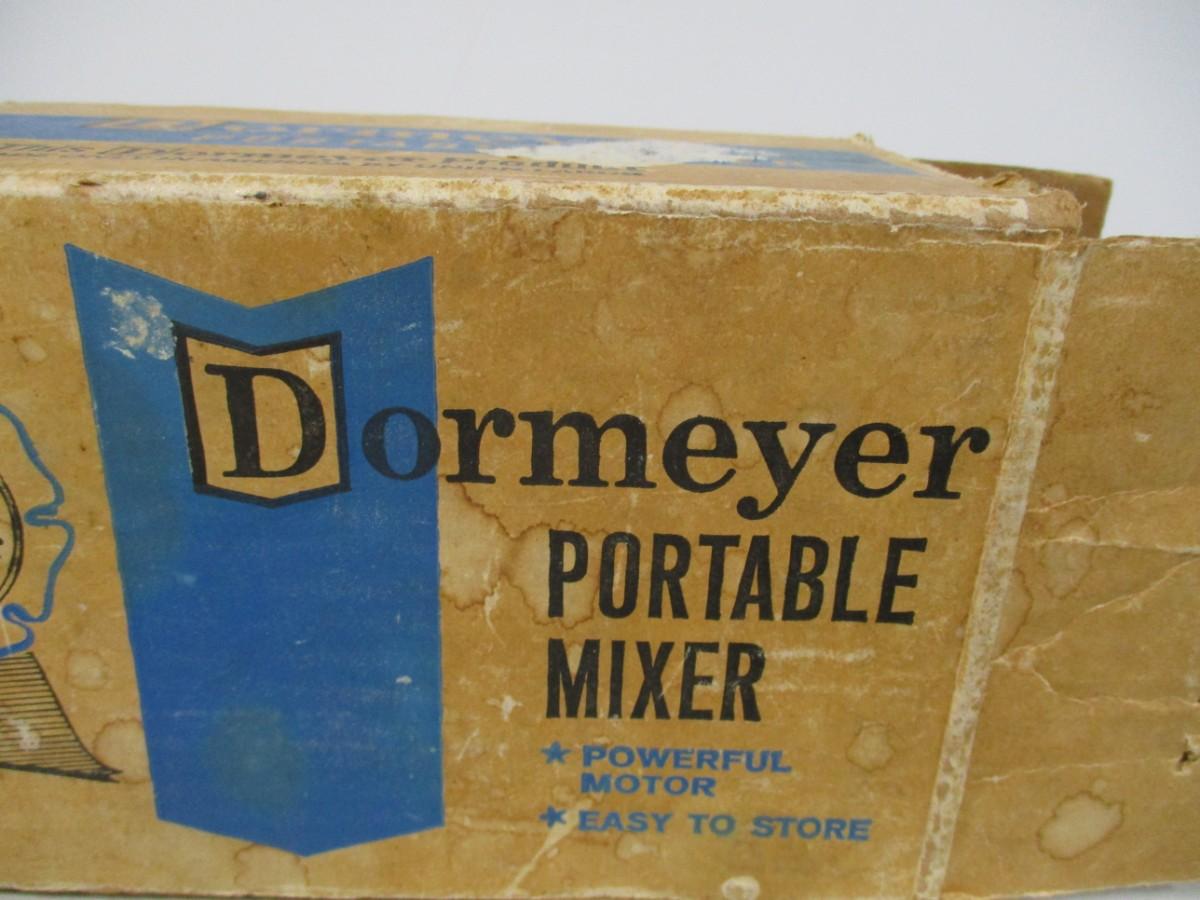 Dormeyer
PORTABLE
MIXER
★ POWERFUL
MOTOR
★ EASY TO STORE